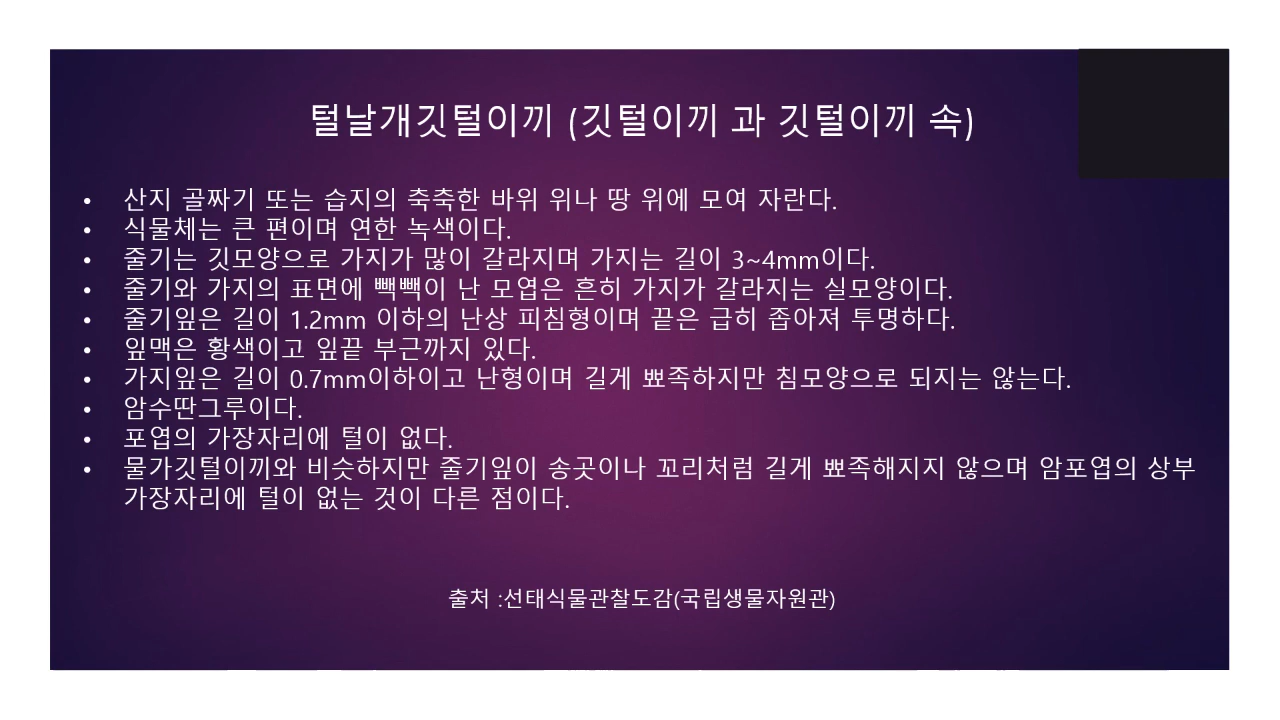 털날개깃털이끼 (깃털이끼 과 깃털이끼 속)
• 산지 골짜기 또는 습지의 축축한 바위 위나 땅 위에 모여 자란다.
• 식물체는 큰 편이며 연한 녹색이다.
• 줄기는 깃모양으로 가지가 많이 갈라지며 가지는 길이 3~4mm이다.
• 줄기와 가지의 표면에 빽빽이 난 모엽은 흔히 가지가 갈라지는 실모양이다.
• 줄기잎은 길이 1.2mm 이하의 난상 피침형이며 끝은 급히 좁아져 투명하다.
• 잎맥은 황색이고 잎끝 부근까지 있다.
• 가지잎은 길이 0.7mm이하이고 난형이며 길게 뾰족하지만 침모양으로 되지는 않는다.
• 암수딴그루이다.
• 포엽의 가장자리에 털이 없다.
• 물가깃털이끼와 비슷하지만 줄기잎이 송곳이나 꼬리처럼 길게 뾰족해지지 않으며 암포엽의 상부
가장자리에 털이 없는 것이 다른 점이다.
출처 :선태식물관찰도감(국립생물자원관)